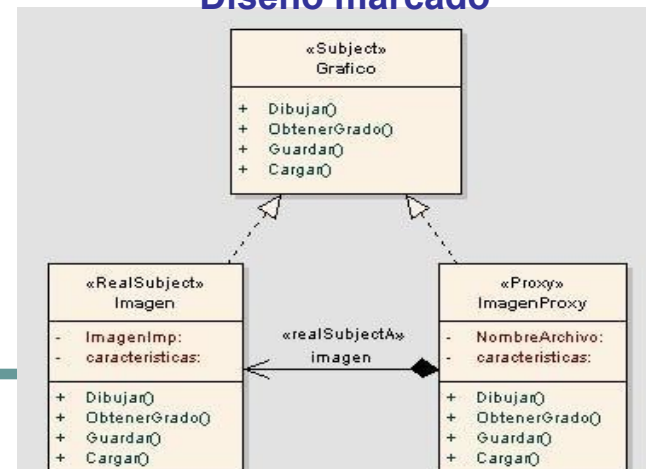 Diseño marcado
«Subject»
Grafico
+ Dibujar()
+ ObtenerGrado()
+ Guardar()
+ Cargar()
«RealSubject»
Imagen
- ImagenImp:
- caracteristicas:
+ Dibujar()
+ ObtenerGrado()
+ Guardar()
+ Cargar()
«realSubjectA»
imagen
«Proxy»
ImagenProxy
- NombreArchivo:
- caracteristicas:
+ Dibujar()
+ ObtenerGrado()
+ Guardar()
+ Cargar()